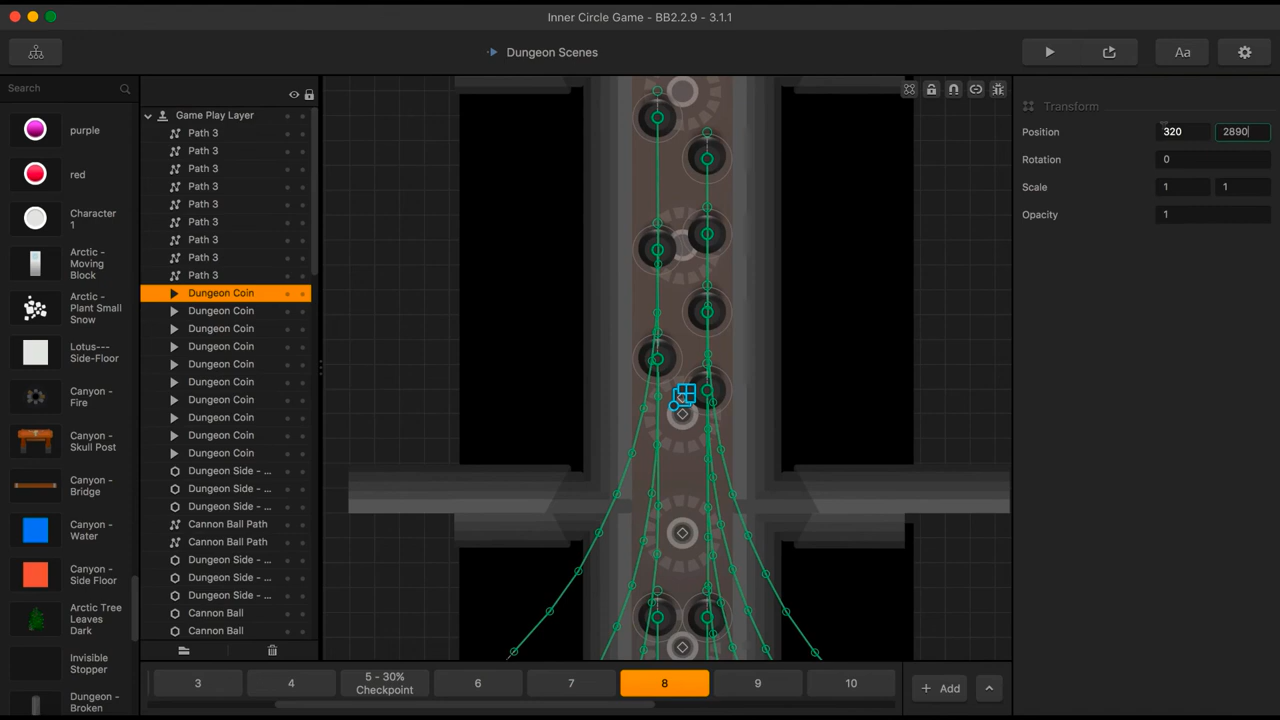 Inner Circle Game - BB2.2.9 - 3.1.1
Dungeon Scenes
Aa
Search
purple
red
Character
1
Arctic -
Moving
Block
Arctic -
Plant Small
Snow
Lotus---
Side-Floor
Canyon -
Fire
Canyon -
Skull Post
Canyon -
Bridge
Canyon -
Water
Canyon -
Side Floor
Arctic Tree
Leaves
Dark
Invisible
Stopper
Dungeon -
Broken
Game Play Layer
Path 3
Path 3
Path 3
Path 3
Path 3
Path 3
Path 3
Path 3
Path 3
Dungeon Coin
Dungeon Coin
Dungeon Coin
Dungeon Coin
Dungeon Coin
Dungeon Coin
Dungeon Coin
Dungeon Coin
Dungeon Coin
Dungeon Coin
Dungeon Side - ...
Dungeon Side - ...
Dungeon Side - ...
Cannon Ball Path
Cannon Ball Path
Dungeon Side - ...
Dungeon Side - ...
Dungeon Side - ...
Cannon Ball
Cannon Ball
Transform
Position 320 2890
Rotation 0
Scale 1 1
Opacity 1
3
4
5 - 30%
Checkpoint
6
7
8
9
10
+ Add